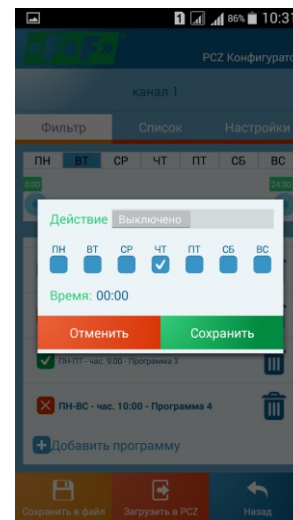 1 86% 10:31
F&F
PCZ Конфигурато
канал 1
Фильтр Список Настройки
ПН ВТ СР ЧТ ПТ СБ ВС
0:00 24:00
Действие Выключено
ПН ВТ СР ЧТ ПТ СБ ВС
Время: 00:00
Отменить Сохранить
ПН-ПТ - час. 9:00 - Программа 3
ПН-ВС - час. 10:00 - Программа 4
Добавить программу
Сохранить в файл Загрузить в PCZ Назад